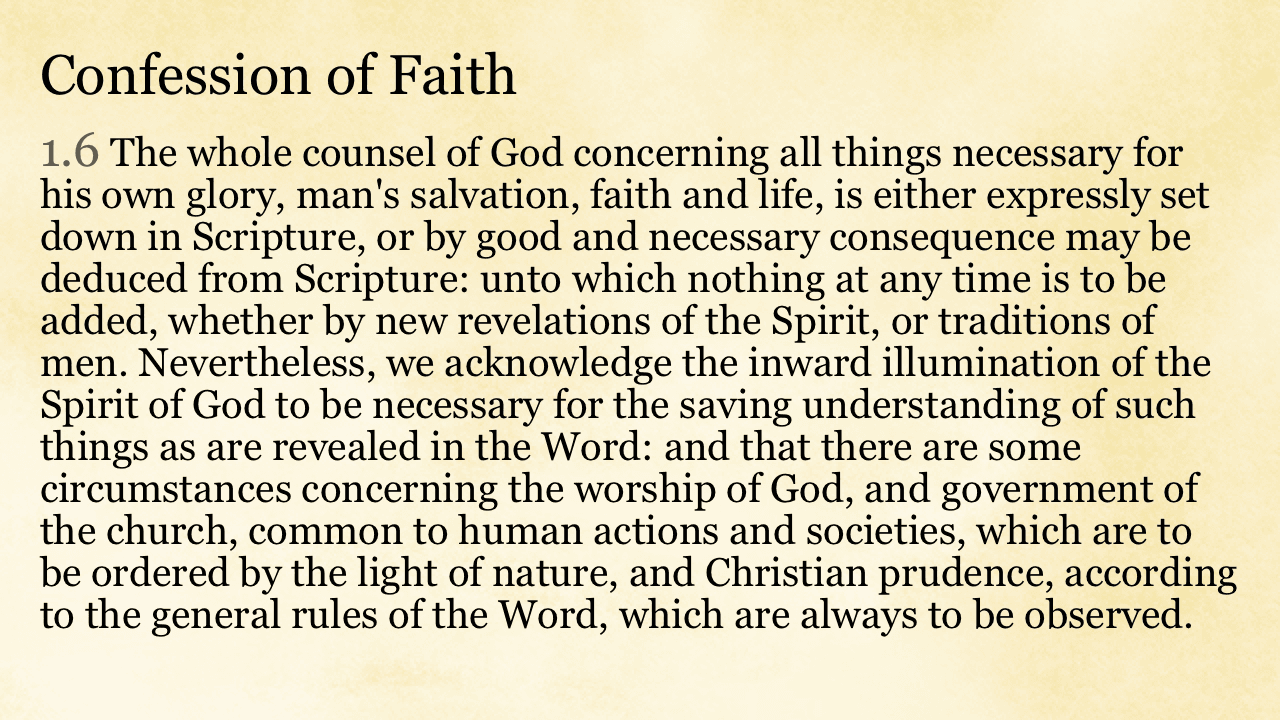 Confession of Faith
1.6 The whole counsel of God concerning all things necessary for
his own glory, man's salvation, faith and life, is either expressly set
down in Scripture, or by good and necessary consequence may be
deduced from Scripture: unto which nothing at any time is to be
added, whether by new revelations of the Spirit, or traditions of
men. Nevertheless, we acknowledge the inward illumination of the
Spirit of God to be necessary for the saving understanding of such
things as are revealed in the Word: and that there are some
circumstances concerning the worship of God, and government of
the church, common to human actions and societies, which are to
be ordered by the light of nature, and Christian prudence, according
to the general rules of the Word, which are always to be observed.